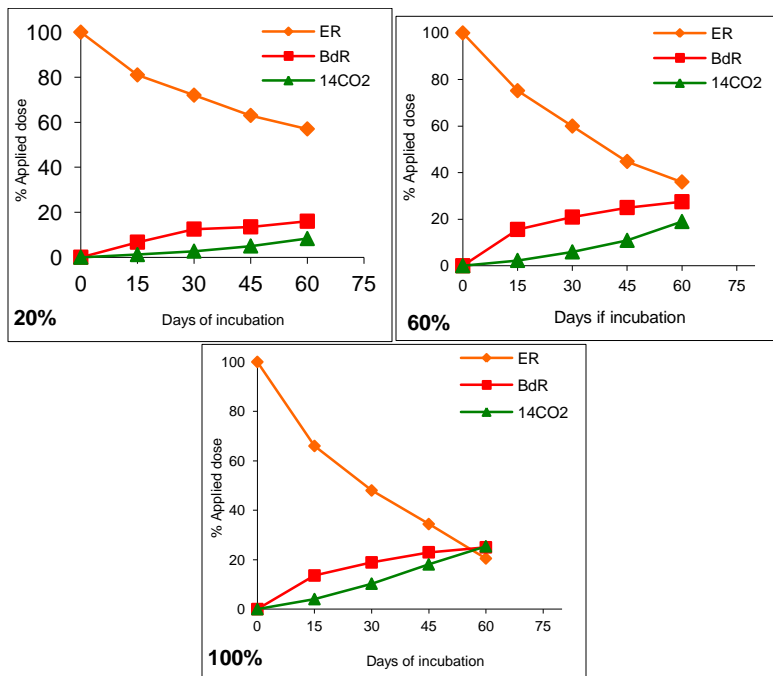 ER
BdR
14CO2
% Applied dose
100
80
60
40
20
0
0 15 30 45 60 75
Days of incubation
20%
ER
BdR
14CO2
% Applied dose
100
80
60
40
20
0
0 15 30 45 60 75
Days if incubation
60%
ER
BdR
14CO2
% Applied dose
100
80
60
40
20
0
0 15 30 45 60 75
Days of incubation
100%